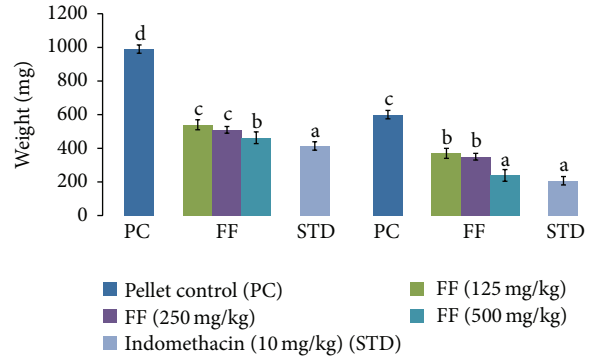 1200
1000
800
600
400
200
0
Weight (mg)
d
c c b
a
c
b b a
a
PC FF STD PC FF STD
Pellet control (PC) FF (125 mg/kg)
FF (250 mg/kg) FF (500 mg/kg)
Indomethacin (10 mg/kg) (STD)